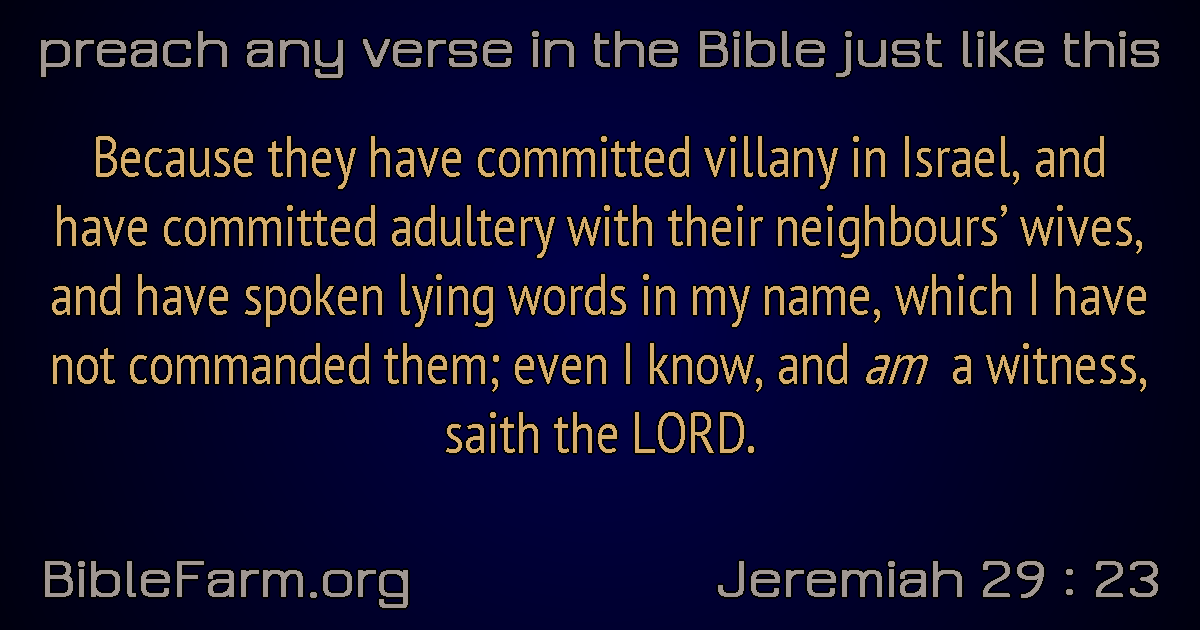 preach any verse in the Bible just like this
Because they have committed villany in Israel, and
have committed adultery with their neighbours’ wives,
and have spoken lying words in my name, which I have
not commanded them; even I know, and am a witness,
saith the LORD.
BibleFarm.org
Jeremiah 29 : 23